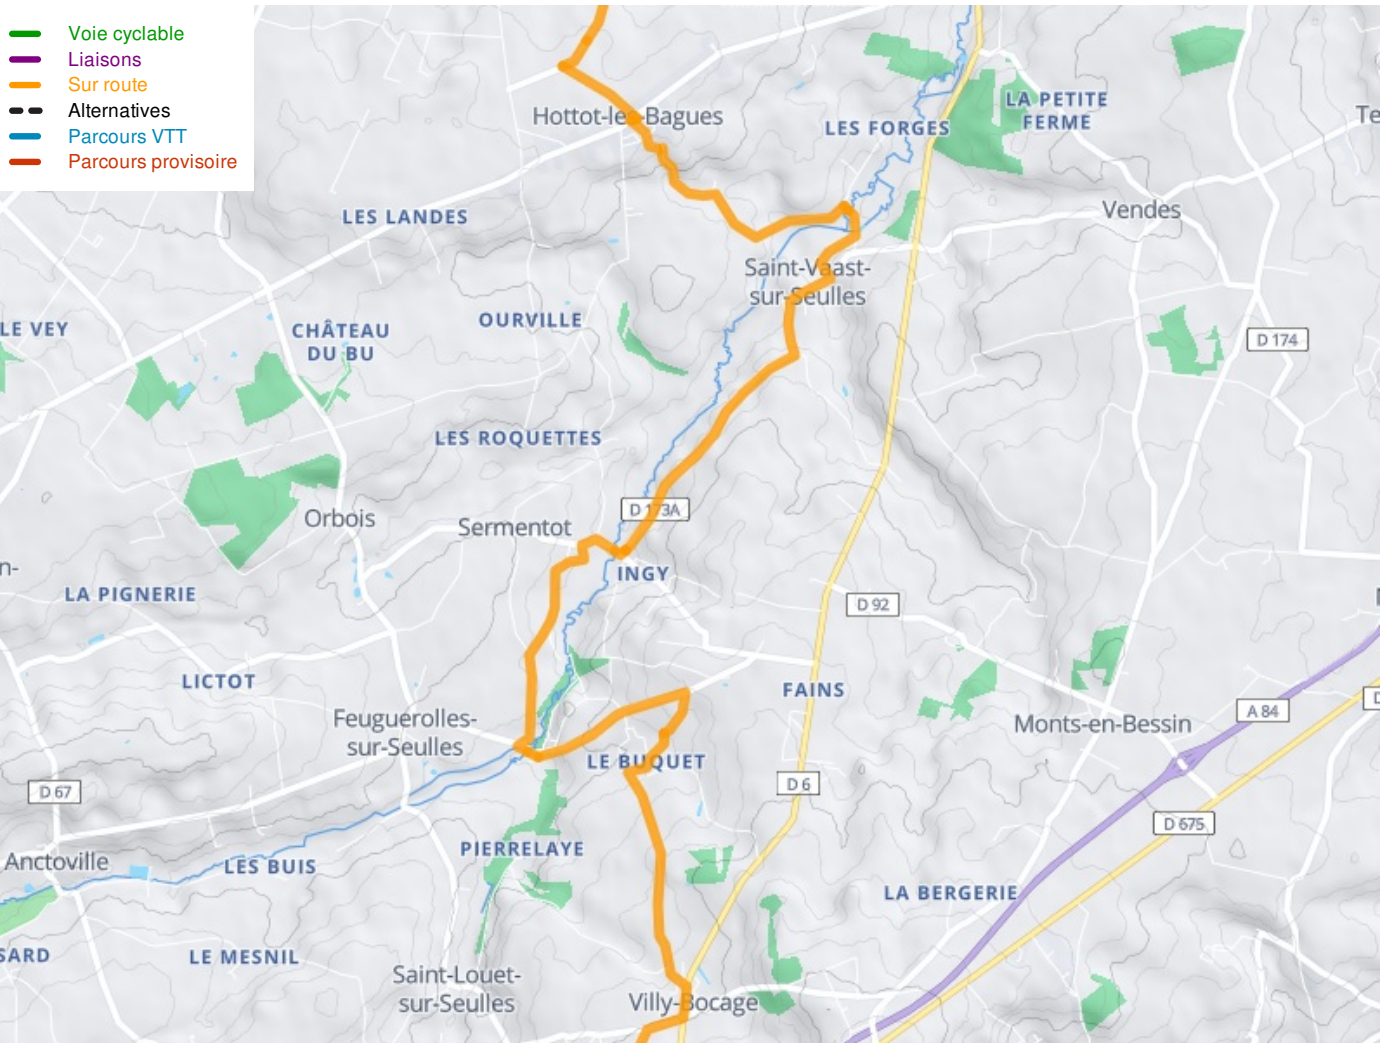 Voie cyclable
Liaisons
Sur route
Alternatives
Parcours VTT
Parcours provisoire
Hottot-les-Bagues
LES FORGES
LA PETITE
FERME
LES LANDES
Vendes
Saint-Vaast-
sur-Seulles
LE VEY
CHÂTEAU
DU BU
OURVILLE
D 174
LES ROQUETTES
D 173A
Orbois
Sermentot
INGY
LA PIGNERIE
D 92
LICTOT
FAINS
A 84
Feuguerolles-
sur-Seulles
Monts-en-Bessin
LE BUQUET
D 67
D 6
D 675
Anctoville
PIERRELAYE
LES BUIS
LA BERGERIE
SARD
LE MESNIL
Saint-Louet-
sur-Seulles
Villy-Bocage